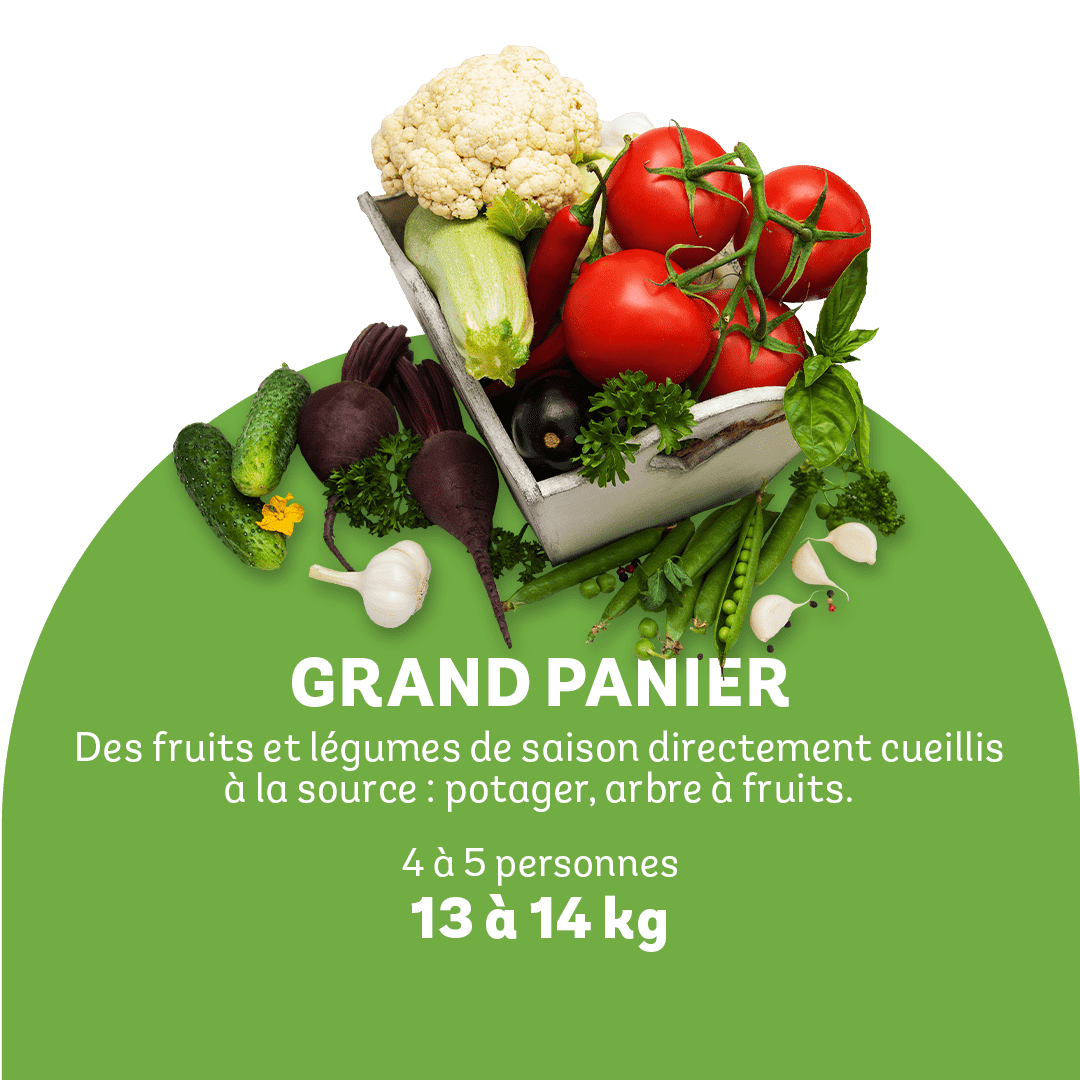 GRAND PANIER
Des fruits et légumes de saison directement cueillis
à la source : potager, arbre à fruits.
4 à 5 personnes
13 à 14 kg